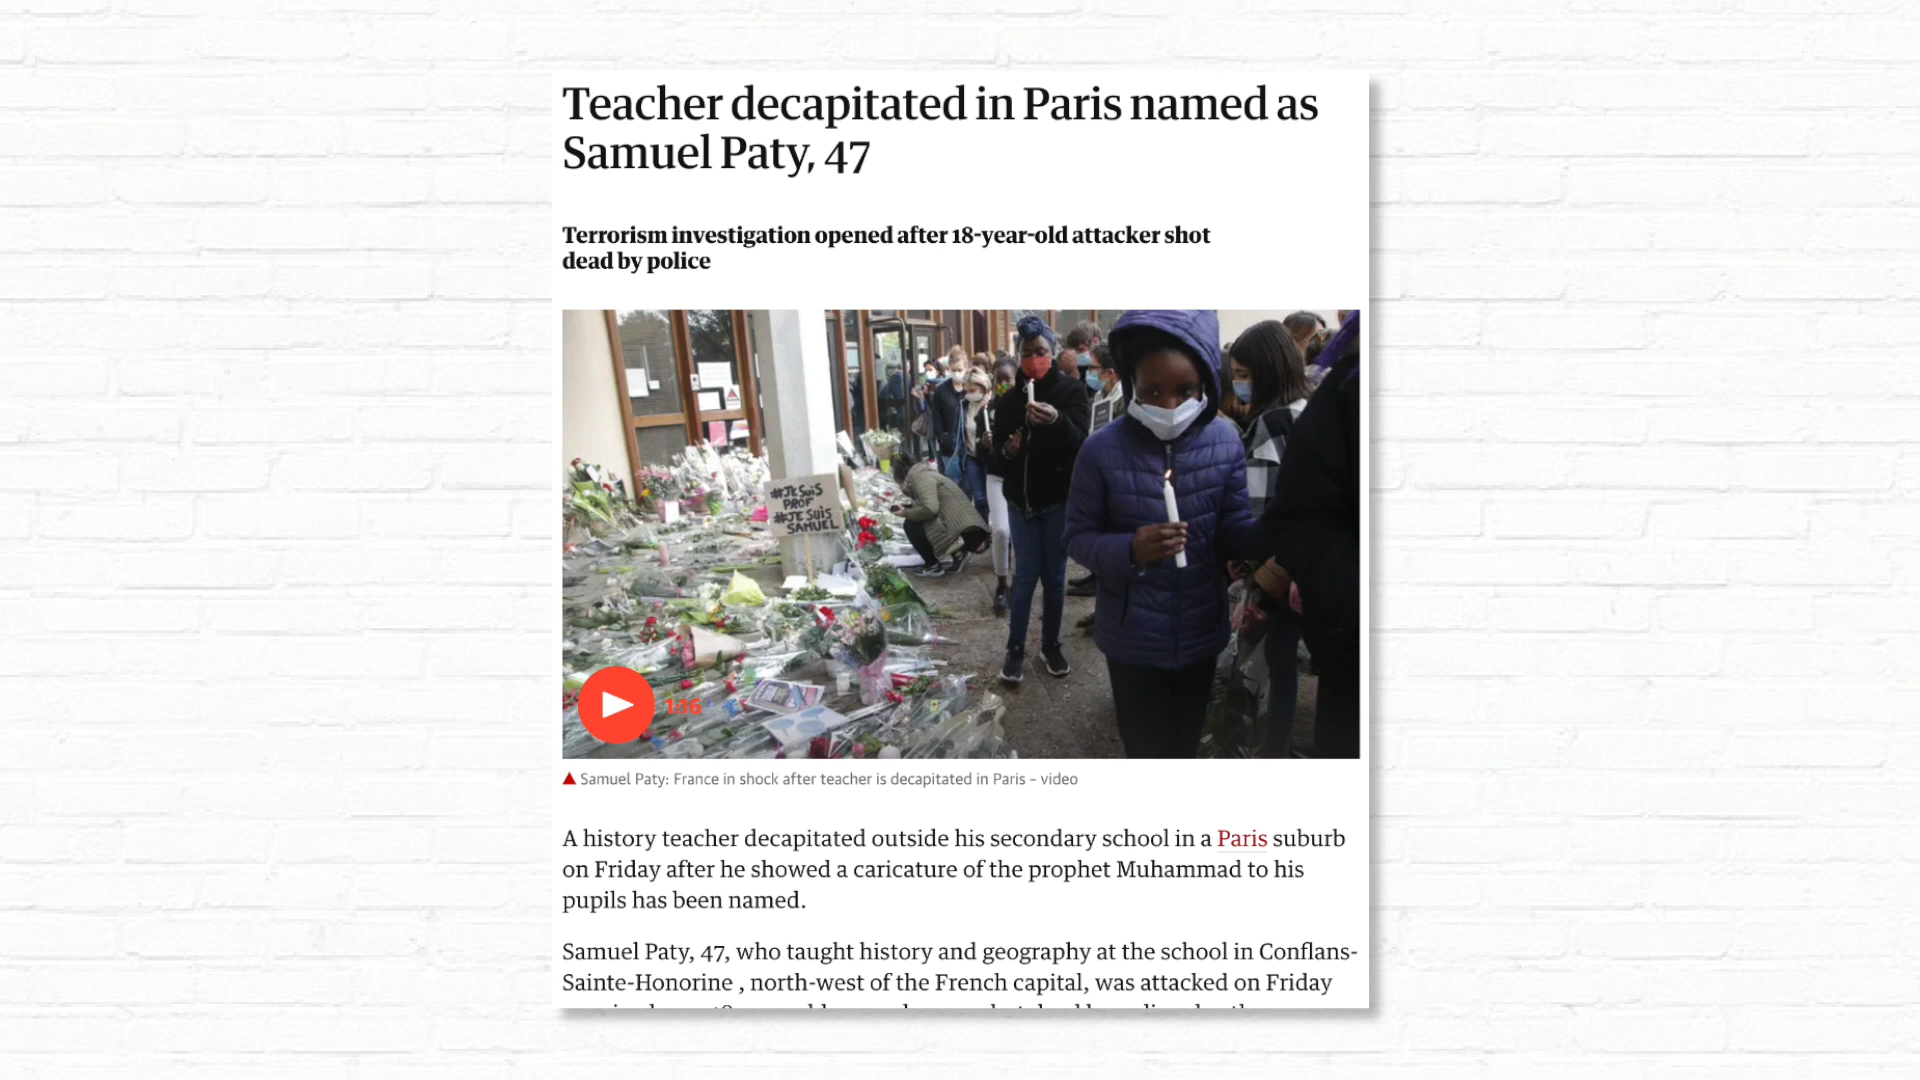 Teacher decapitated in Paris named as
Samuel Paty, 47
Terrorism investigation opened after 18-year-old attacker shot
dead by police
#JE SUIS
PROF
#JE SUIS
SAMUEL
1:16
Samuel Paty: France in shock after teacher is decapitated in Paris – video
A history teacher decapitated outside his secondary school in a Paris suburb
on Friday after he showed a caricature of the prophet Muhammad to his
pupils has been named.
Samuel Paty, 47, who taught history and geography at the school in Conflans-
Sainte-Honorine , north-west of the French capital, was attacked on Friday